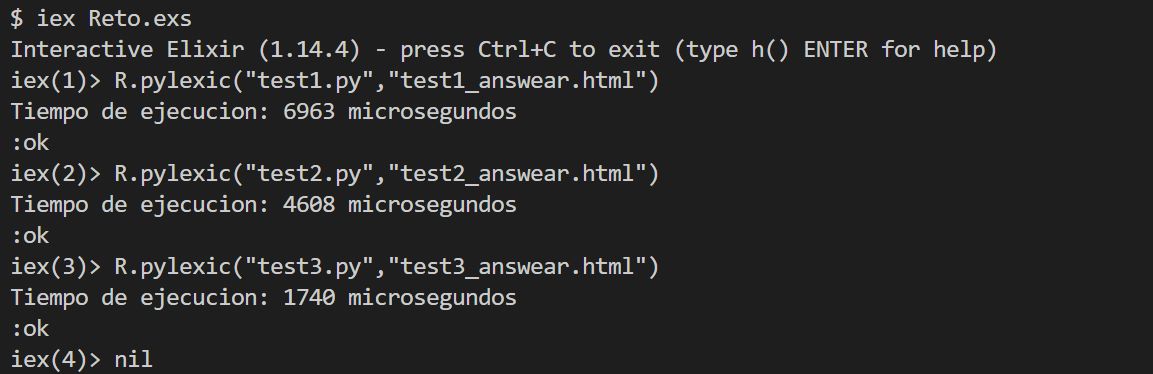 $ iex Reto.exs
Interactive Elixir (1.14.4) - press Ctrl+C to exit (type h() ENTER for help)
iex(1)> R.pylexic("test1.py","test1_answear.html")
Tiempo de ejecucion: 6963 microsegundos
:ok
iex(2)> R.pylexic("test2.py","test2_answear.html")
Tiempo de ejecucion: 4608 microsegundos
:ok
iex(3)> R.pylexic("test3.py","test3_answear.html")
Tiempo de ejecucion: 1740 microsegundos
:ok
iex(4)> nil